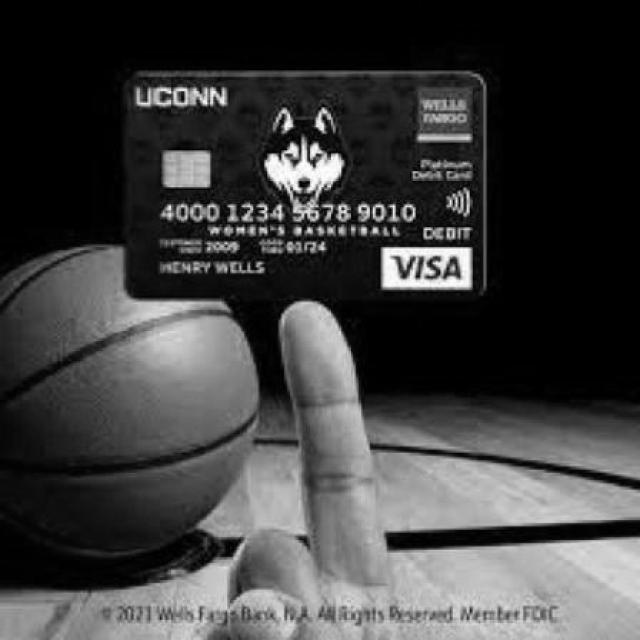 UCONN
WELLS
FARGO
Platinum
Debit Card
4000 1234 5678 9010
WOMEN'S BASKETBALL
DEBIT
2009 01/24
HENRY WELLS
VISA
© 2021 Wells Fargo Bank, N.A. All Rights Reserved. Member FDIC.